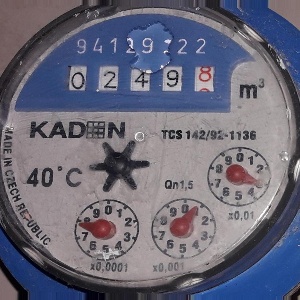 94129222
0249
m³
KADEN
TCS 142/92-1136
40°C
Qn1,5
x0,01
x0,001
x0,0001
MADE IN CZECH REPUBLIC